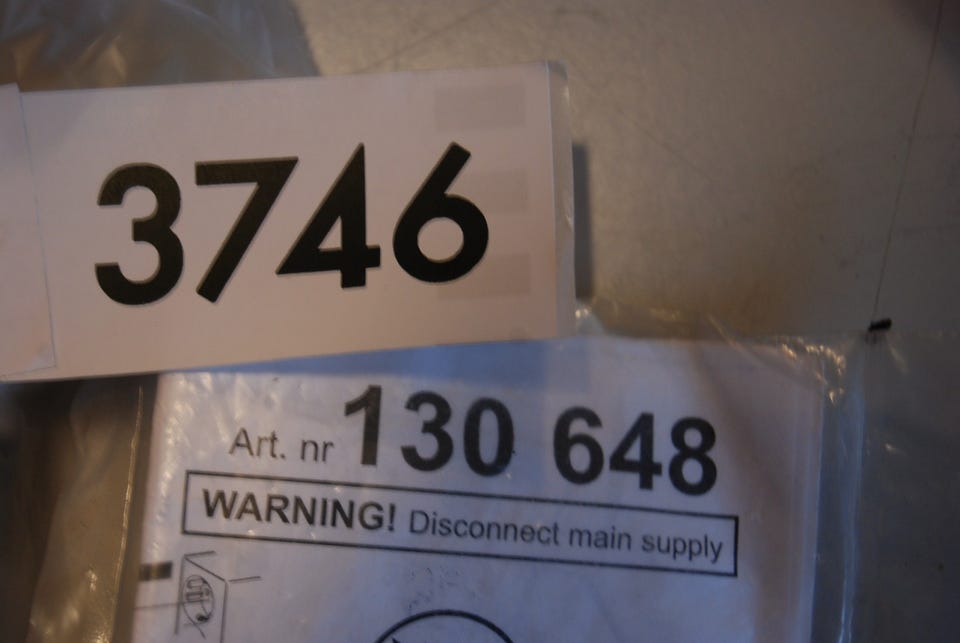 3746
Art. nr 130 648
WARNING! Disconnect main supply